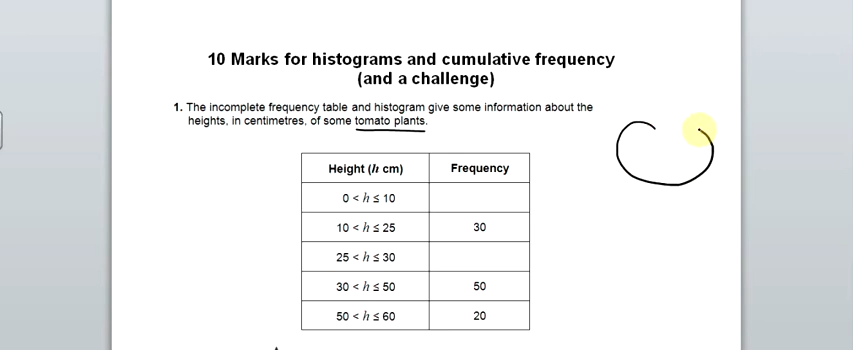 10 Marks for histograms and cumulative frequency
(and a challenge)
1. The incomplete frequency table and histogram give some information about the
heights, in centimetres, of some tomato plants.
Height (h cm) Frequency
0 < h ≤ 10
10 < h ≤ 25 30
25 < h ≤ 30
30 < h ≤ 50 50
50 < h ≤ 60 20